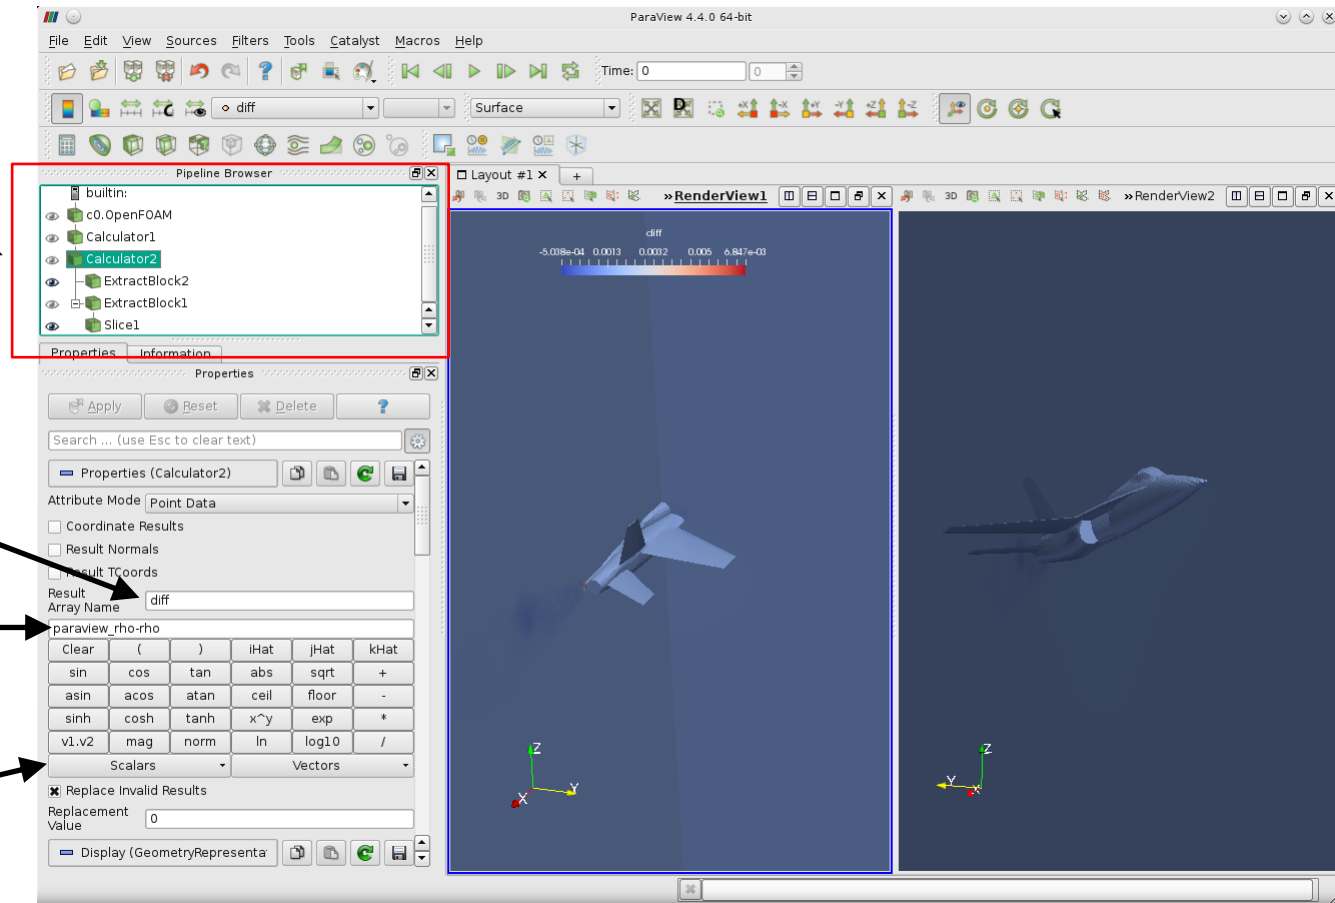 ParaView 4.4.0 64-bit
File Edit View Sources Filters Tools Catalyst Macros Help
Time: 0 0
diff Surface
Pipeline Browser
Layout #1
builtin:
3D »RenderView1 3D »RenderView2
c0.OpenFOAM
Calculator1
Calculator2
ExtractBlock2
ExtractBlock1
Slice1
diff
-5.038e-04 0.0013 0.0032 0.005 6.847e-03
Properties Information
Properties
Apply Reset Delete ?
Search ... (use Esc to clear text)
Properties (Calculator2)
Attribute Mode Point Data
Coordinate Results
Result Normals
Result TCoords
Result
Array Name diff
paraview_rho-rho
Clear ( ) iHat jHat kHat
sin cos tan abs sqrt +
asin acos atan ceil floor -
sinh cosh tanh x^y exp *
v1.v2 mag norm ln log10 /
Scalars Vectors
Replace Invalid Results
Replacement
Value 0
Display (GeometryRepresenta
Z
Y
X
Z
Y
X